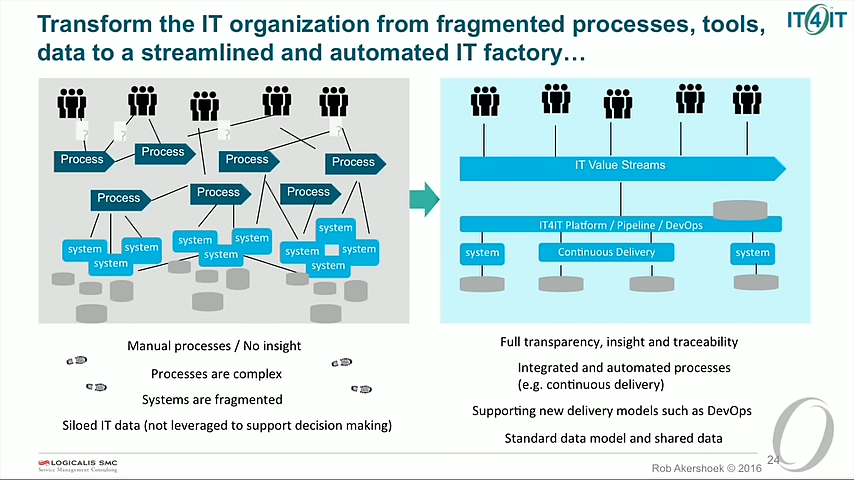 Transform the IT organization from fragmented processes, tools,
data to a streamlined and automated IT factory…
IT4IT
?
?
?
?
Process
Process
Process
Process
Process
Process
Process
system
system
system
system
system
system
system
system
system
system
IT Value Streams
IT4IT Platform / Pipeline / DevOps
system
Continuous Delivery
system
Manual processes / No insight
Processes are complex
Systems are fragmented
Siloed IT data (not leveraged to support decision making)
Full transparency, insight and traceability
Integrated and automated processes
(e.g. continuous delivery)
Supporting new delivery models such as DevOps
Standard data model and shared data
LOGICALIS SMC
Service Management Consulting
Rob Akershoek © 2016
24